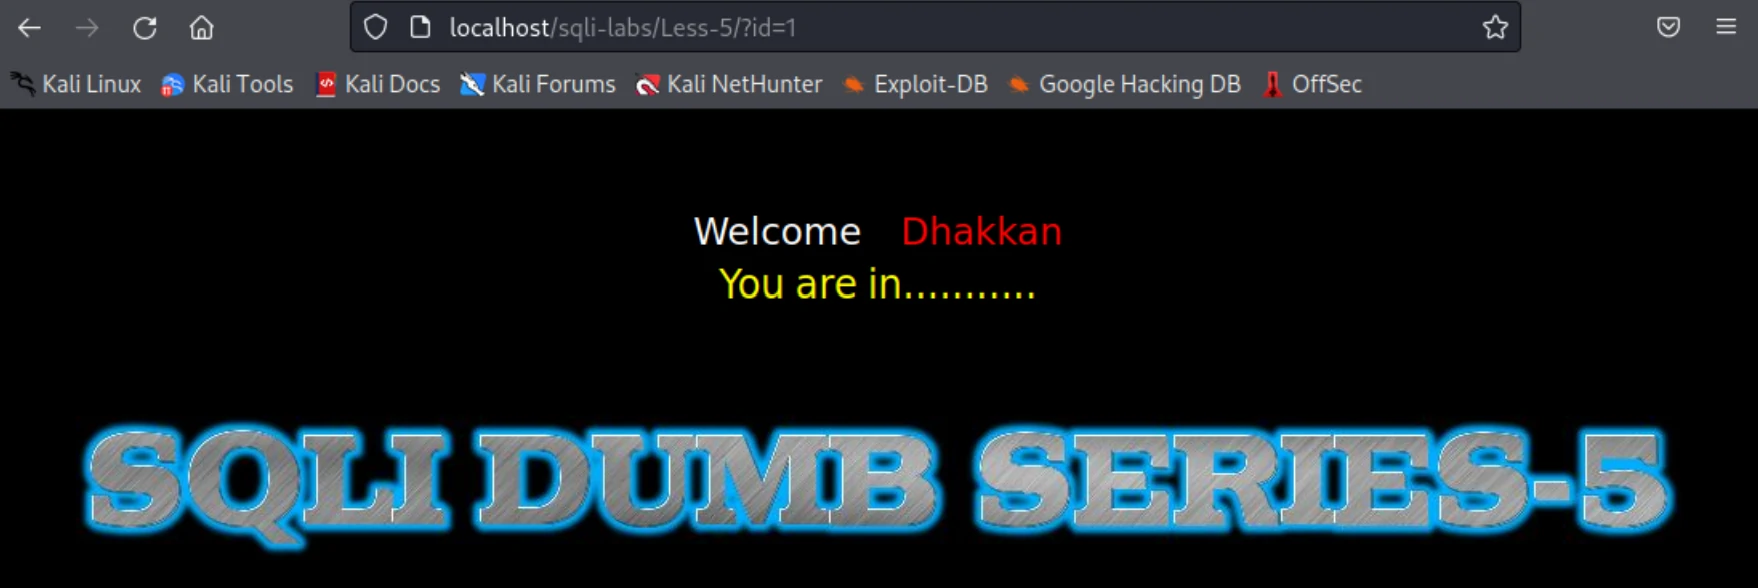 localhost/sqli-labs/Less-5/?id=1
Kali Linux Kali Tools Kali Docs Kali Forums Kali NetHunter Exploit-DB Google Hacking DB OffSec
Welcome Dhakkan
You are in...........
SQLI DUMB SERIES-5